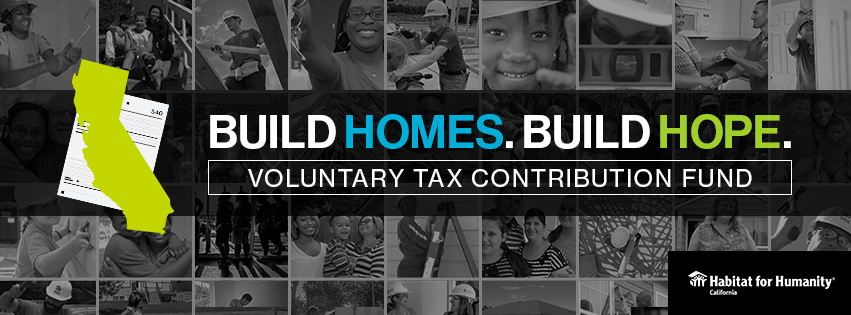 540
BUILD HOMES. BUILD HOPE.
VOLUNTARY TAX CONTRIBUTION FUND
Habitat for Humanity®
California